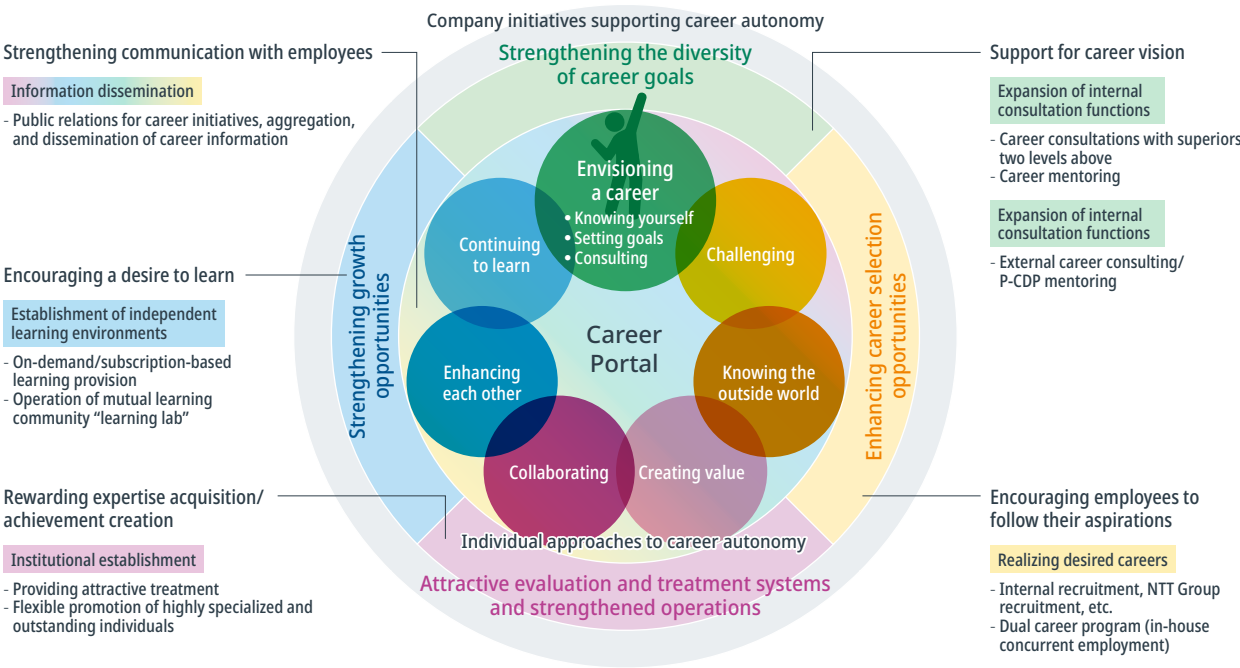 Company initiatives supporting career autonomy
Strengthening communication with employees
Information dissemination
- Public relations for career initiatives, aggregation,
and dissemination of career information
Encouraging a desire to learn
Establishment of independent
learning environments
- On-demand/subscription-based
learning provision
- Operation of mutual learning
community “learning lab”
Rewarding expertise acquisition/
achievement creation
Institutional establishment
- Providing attractive treatment
- Flexible promotion of highly specialized and
outstanding individuals
Strengthening the diversity
of career goals
Strengthening growth
opportunities
Envisioning
a career
• Knowing yourself
• Setting goals
• Consulting
Continuing
to learn
Challenging
Career
Portal
Enhancing
each other
Knowing the
outside world
Collaborating
Creating value
Individual approaches to career autonomy
Attractive evaluation and treatment systems
and strengthened operations
Enhancing career selection
opportunities
Support for career vision
Expansion of internal
consultation functions
- Career consultations with superiors
two levels above
- Career mentoring
Expansion of internal
consultation functions
- External career consulting/
P-CDP mentoring
Encouraging employees to
follow their aspirations
Realizing desired careers
- Internal recruitment, NTT Group
recruitment, etc.
- Dual career program (in-house
concurrent employment)